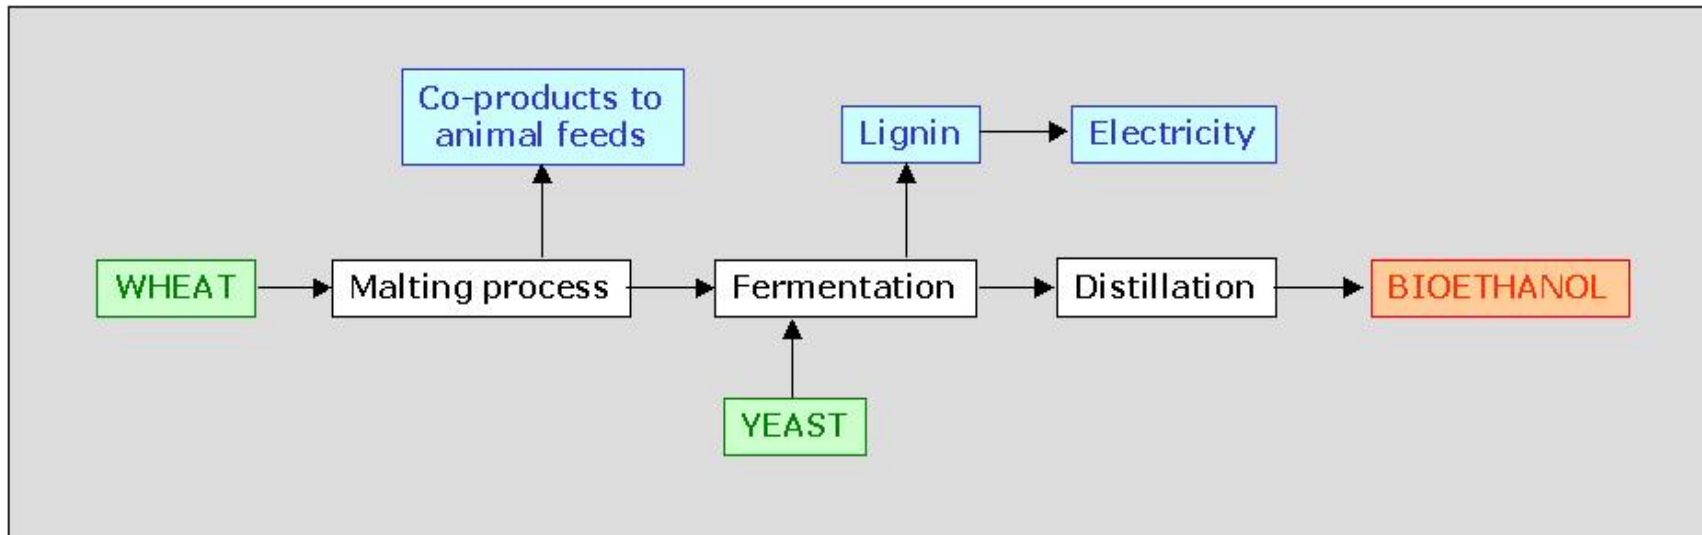 Co-products to
animal feeds
Lignin
Electricity
WHEAT
Malting process
Fermentation
Distillation
BIOETHANOL
YEAST